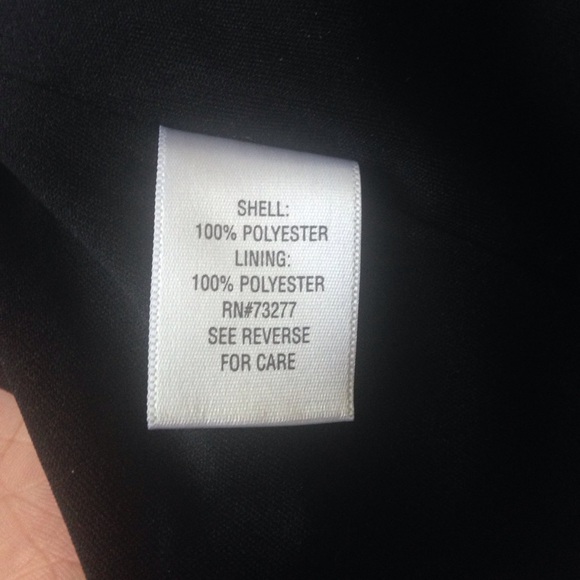 SHELL:
100% POLYESTER
LINING:
100% POLYESTER
RN#73277
SEE REVERSE
FOR CARE